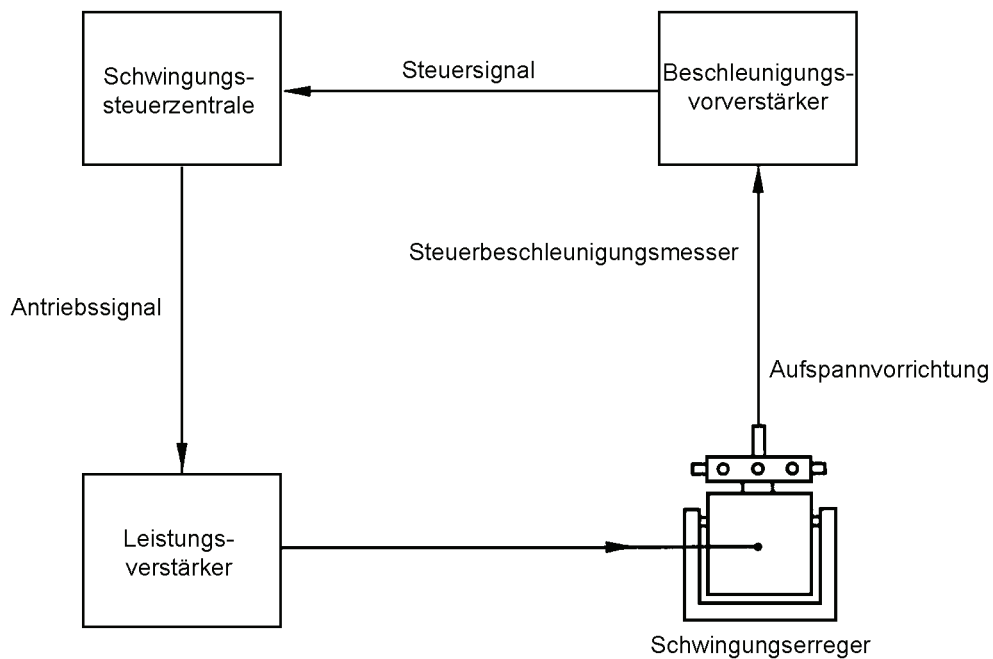 Schwingungs-
steuerzentrale
Steuersignal
Beschleunigungs-
vorverstärker
Steuerbeschleunigungsmesser
Antriebssignal
Aufspannvorrichtung
Leistungs-
verstärker
Schwingungserreger